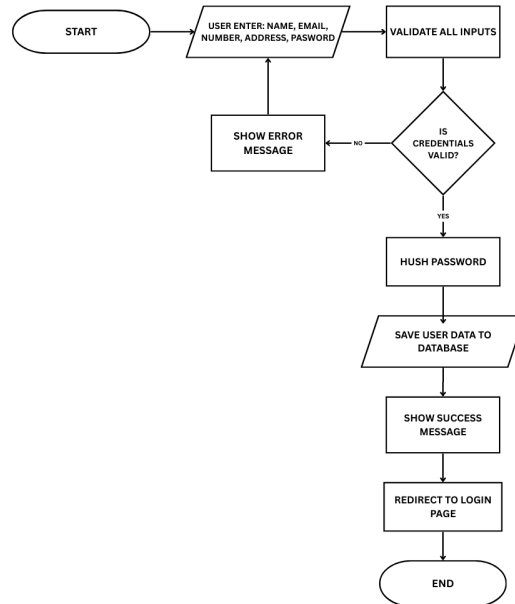 START
USER ENTER: NAME, EMAIL,
NUMBER, ADDRESS, PASWORD
VALIDATE ALL INPUTS
IS
CREDENTIALS
VALID?
NO
SHOW ERROR
MESSAGE
YES
HUSH PASSWORD
SAVE USER DATA TO
DATABASE
SHOW SUCCESS
MESSAGE
REDIRECT TO LOGIN
PAGE
END